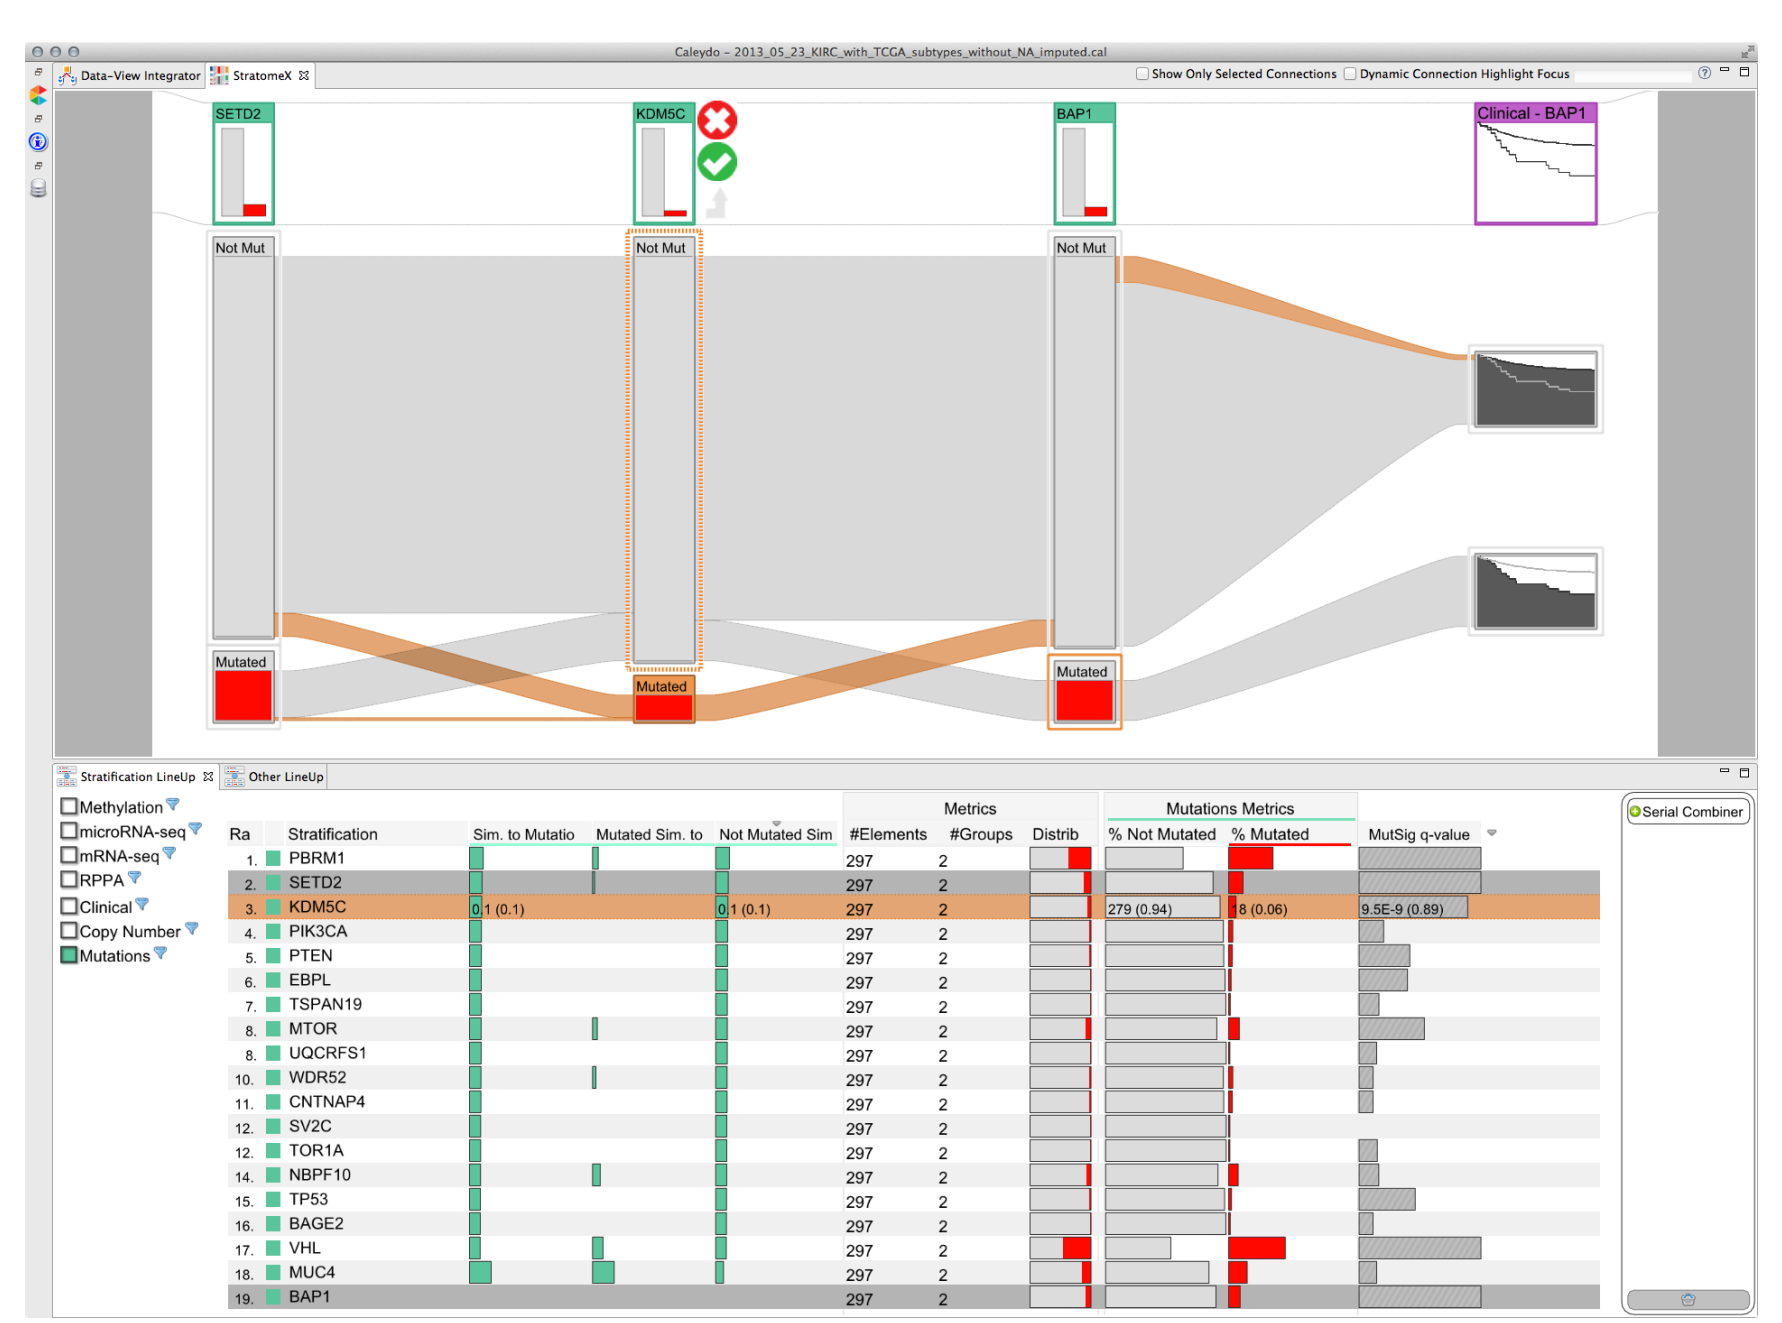 Caleydo - 2013_05_23_KIRC_with_TCGA_subtypes_without_NA_imputed.cal
Data-View Integrator StratomeX Show Only Selected Connections Dynamic Connection Highlight Focus
SETD2 KDM5C BAP1 Clinical - BAP1
Not Mut Not Mut Not Mut
Mutated Mutated Mutated
Stratification LineUp Other LineUp
Methylation
microRNA-seq
mRNA-seq
RPPA
Clinical
Copy Number
Mutations
Metrics Mutations Metrics
Ra Stratification Sim. to Mutatio Mutated Sim. to Not Mutated Sim #Elements #Groups Distrib % Not Mutated % Mutated MutSig q-value
1. PBRM1 297 2
2. SETD2 297 2
3. KDM5C 0,1 (0.1) 0,1 (0.1) 297 2 279 (0.94) 18 (0.06) 9.5E-9 (0.89)
4. PIK3CA 297 2
5. PTEN 297 2
6. EBPL 297 2
7. TSPAN19 297 2
8. MTOR 297 2
8. UQCRFS1 297 2
10. WDR52 297 2
11. CNTNAP4 297 2
12. SV2C 297 2
12. TOR1A 297 2
14. NBPF10 297 2
15. TP53 297 2
16. BAGE2 297 2
17. VHL 297 2
18. MUC4 297 2
19. BAP1 297 2
Serial Combiner